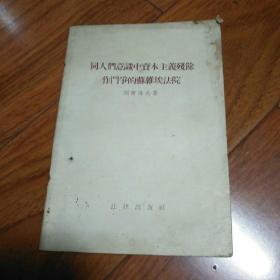 同人們意識中資本主義殘餘
作鬥爭的蘇維埃法院
著
法律出版社